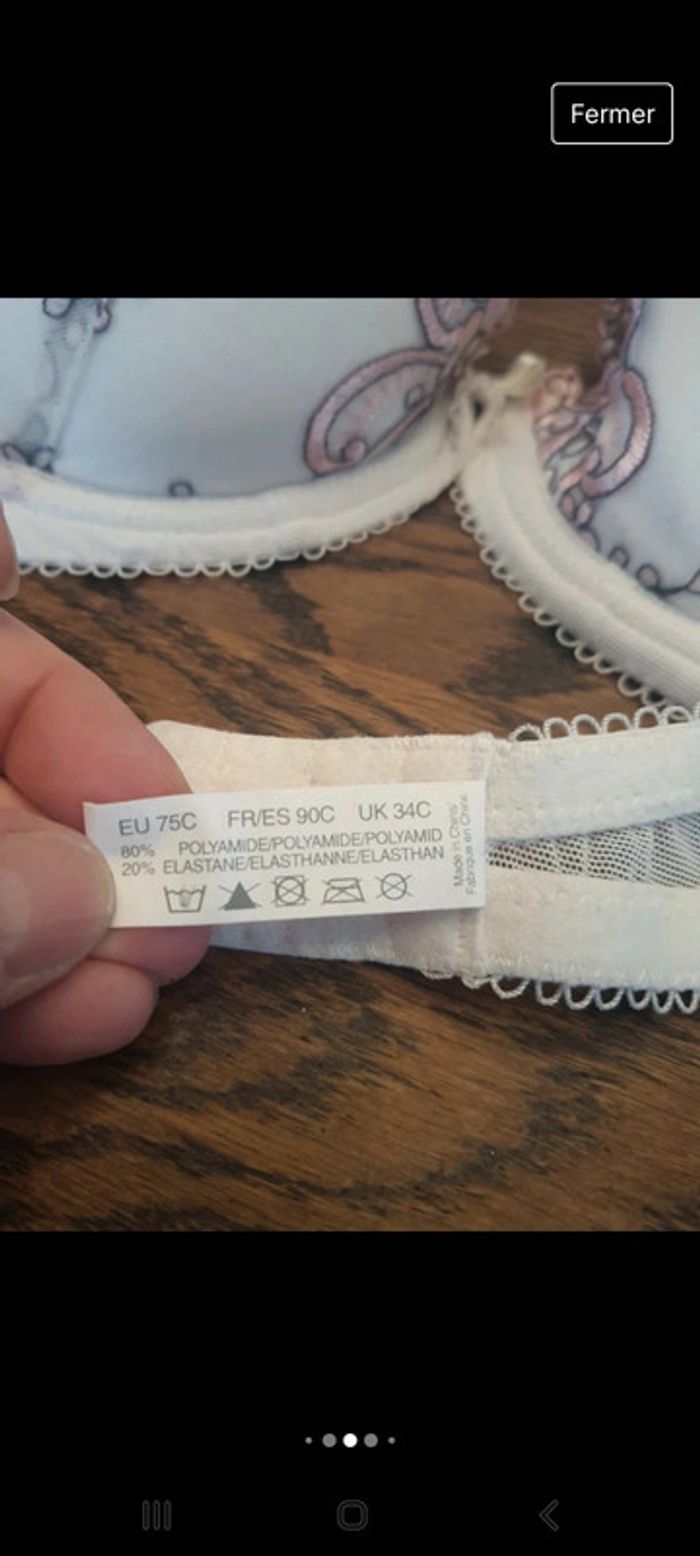 Fermer
EU 75C FR/ES 90C UK 34C
80% POLYAMIDE/POLYAMIDE/POLYAMID
20% ELASTANE/ELASTHANNE/ELASTHAN
Made in China/
Fabriqué en Chine